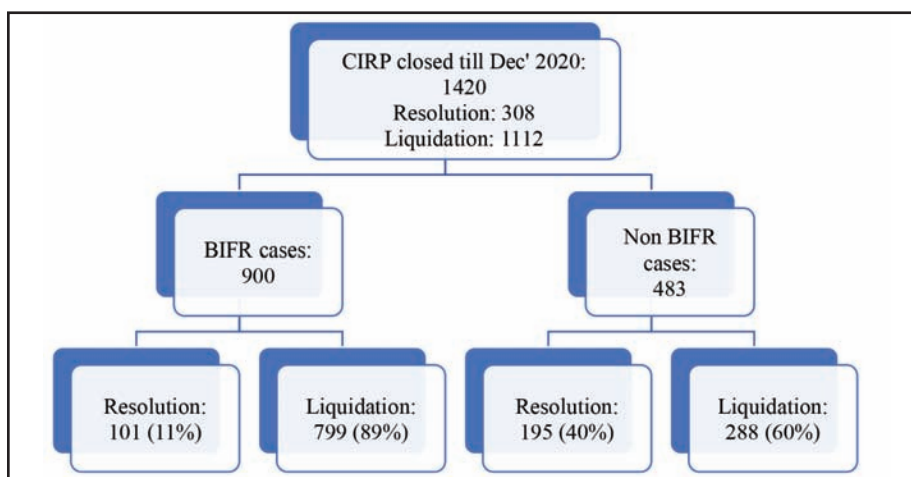 CIRP closed till Dec' 2020:
1420
Resolution: 308
Liquidation: 1112
BIFR cases:
900
Non BIFR
cases:
483
Resolution:
101 (11%)
Liquidation:
799 (89%)
Resolution:
195 (40%)
Liquidation:
288 (60%)